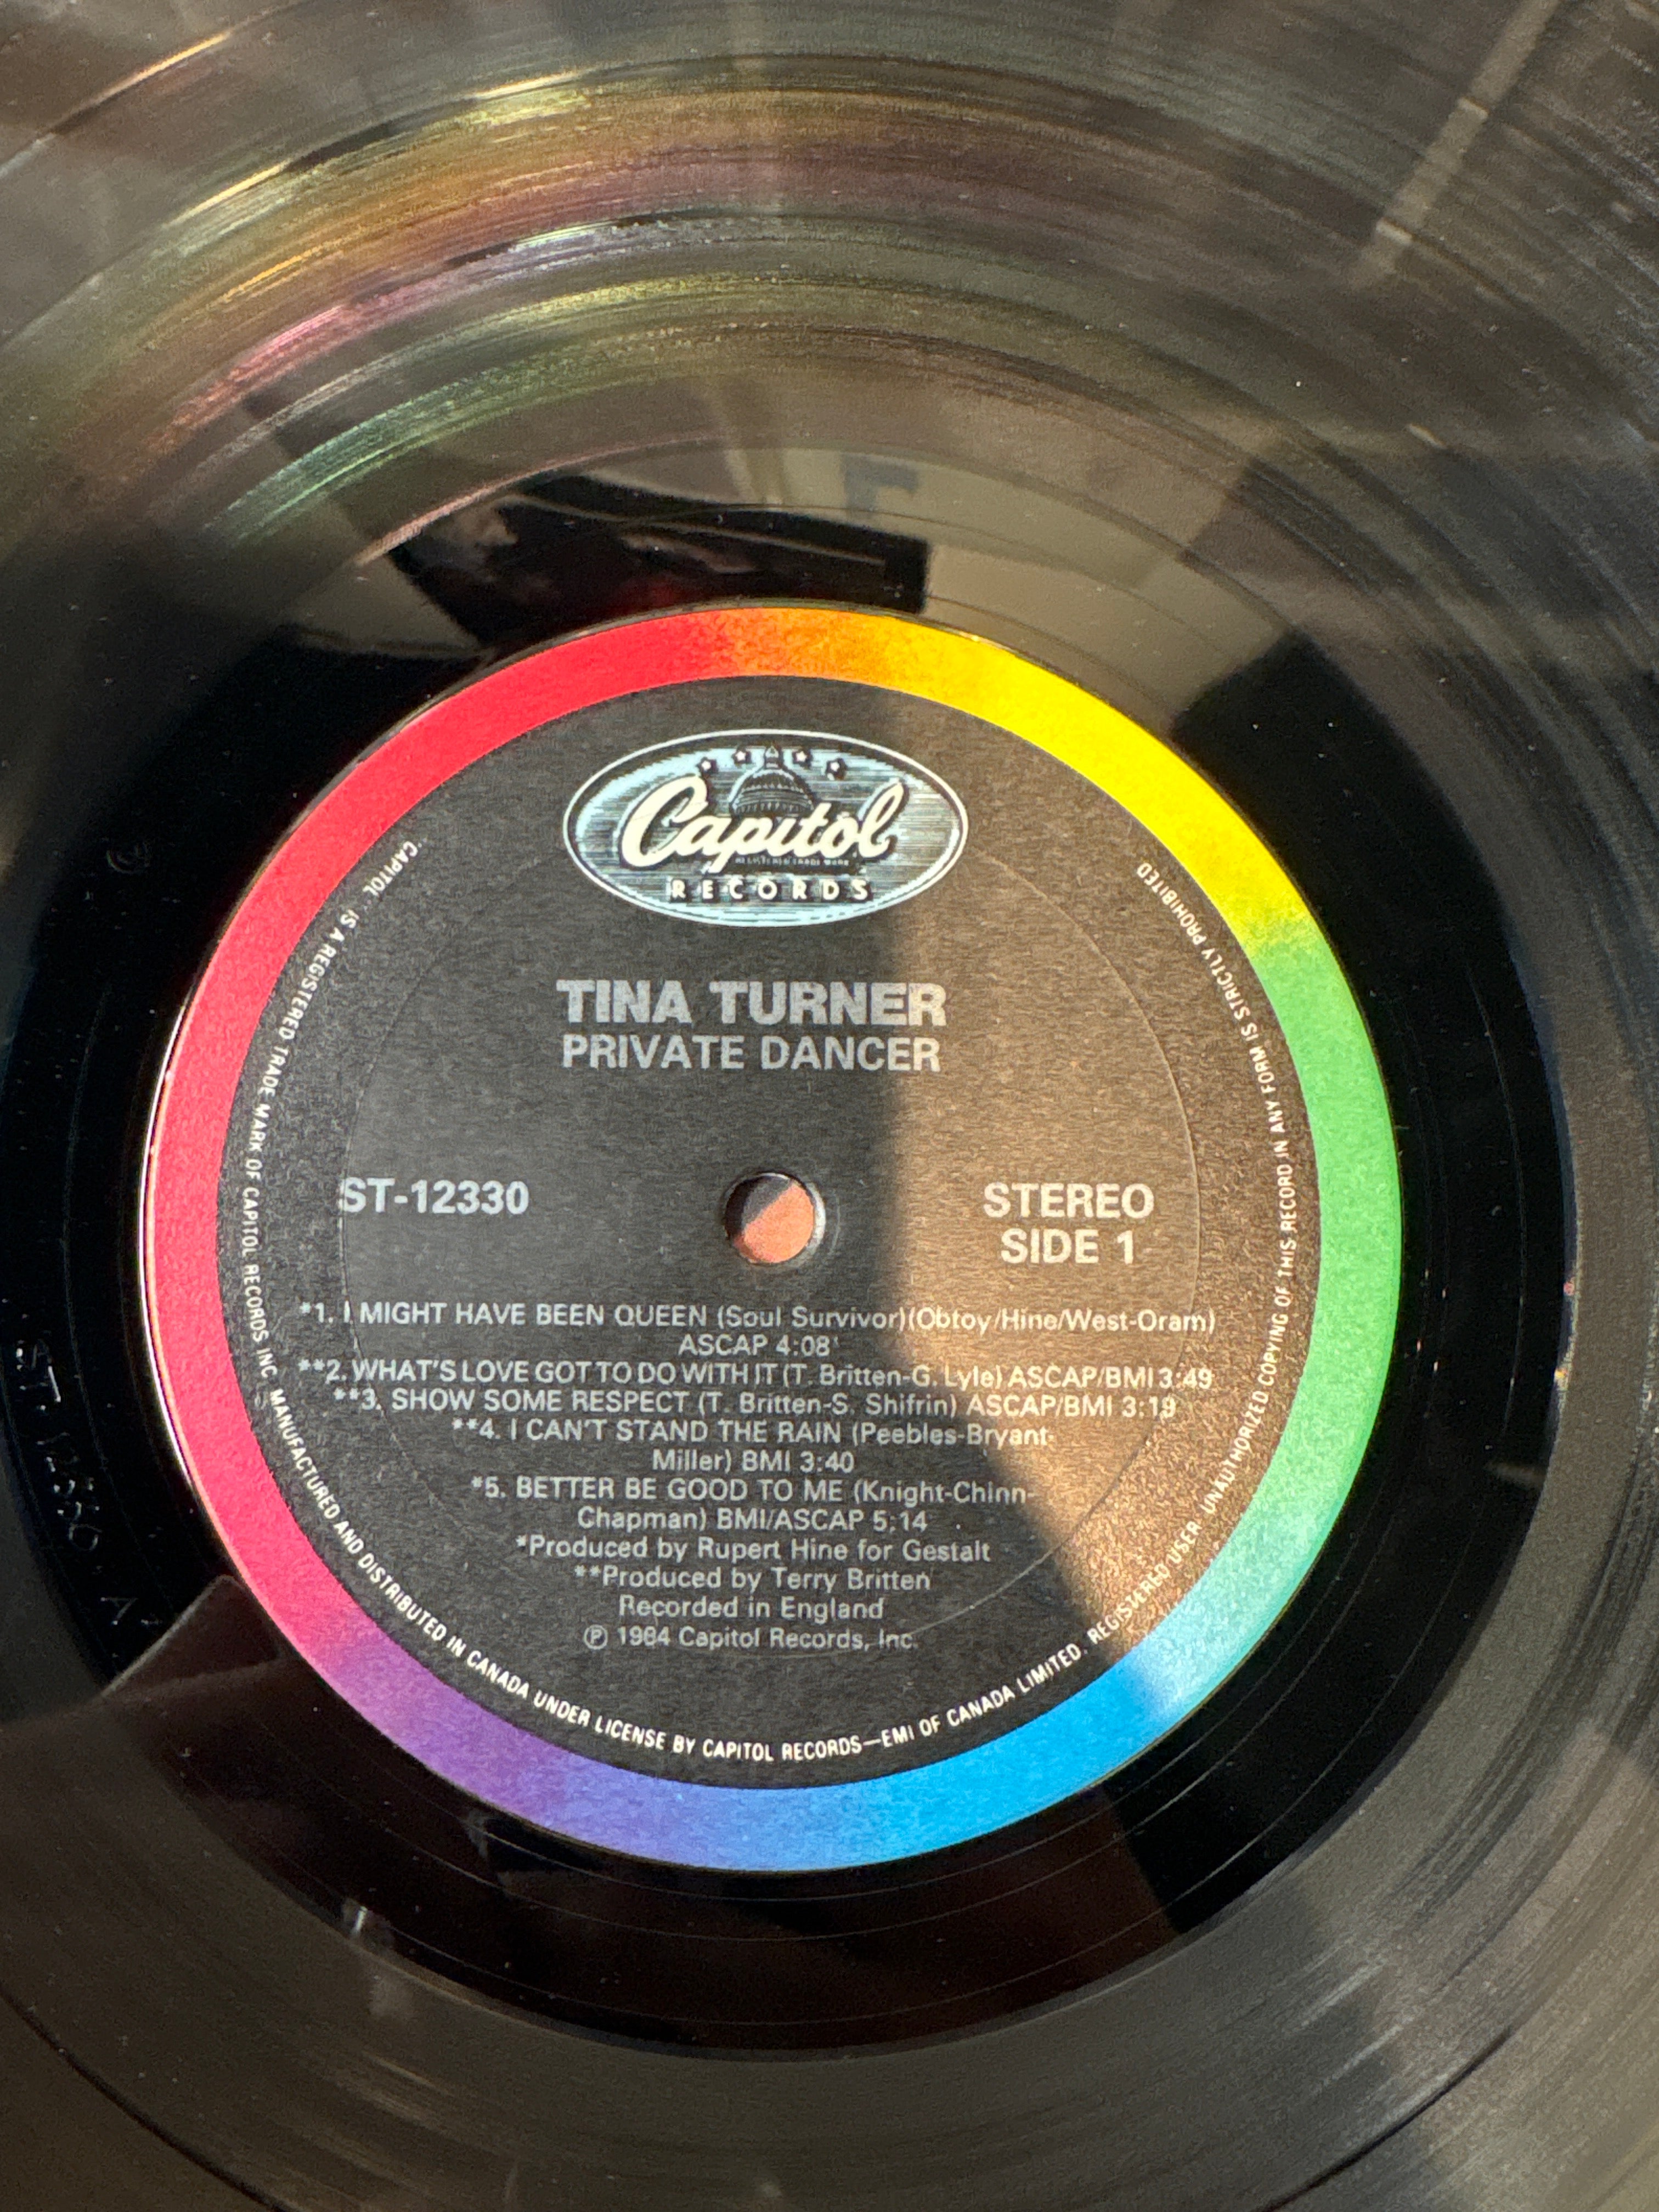 Capitol
REGISTERED TRADE MARK
RECORDS
TINA TURNER
PRIVATE DANCER
ST-12330
STEREO
SIDE 1
*1. I MIGHT HAVE BEEN QUEEN (Soul Survivor)(Obtoy/Hine/West-Oram)
ASCAP 4:08
**2. WHAT'S LOVE GOT TO DO WITH IT (T. Britten-G. Lyle) ASCAP/BMI 3:49
**3. SHOW SOME RESPECT (T. Britten-S. Shifrin) ASCAP/BMI 3:19
**4. I CAN'T STAND THE RAIN (Peebles-Bryant-
Miller) BMI 3:40
*5. BETTER BE GOOD TO ME (Knight-Chinn-
Chapman) BMI/ASCAP 5:14
*Produced by Rupert Hine for Gestalt
**Produced by Terry Britten
Recorded in England
℗ 1984 Capitol Records, Inc.
"CAPITOL" IS A REGISTERED TRADE MARK OF CAPITOL RECORDS INC. MANUFACTURED AND DISTRIBUTED IN CANADA UNDER LICENSE BY CAPITOL RECORDS—EMI OF CANADA LIMITED. REGISTERED USER. UNAUTHORIZED COPYING OF THIS RECORD IN ANY FORM IS STRICTLY PROHIBITED